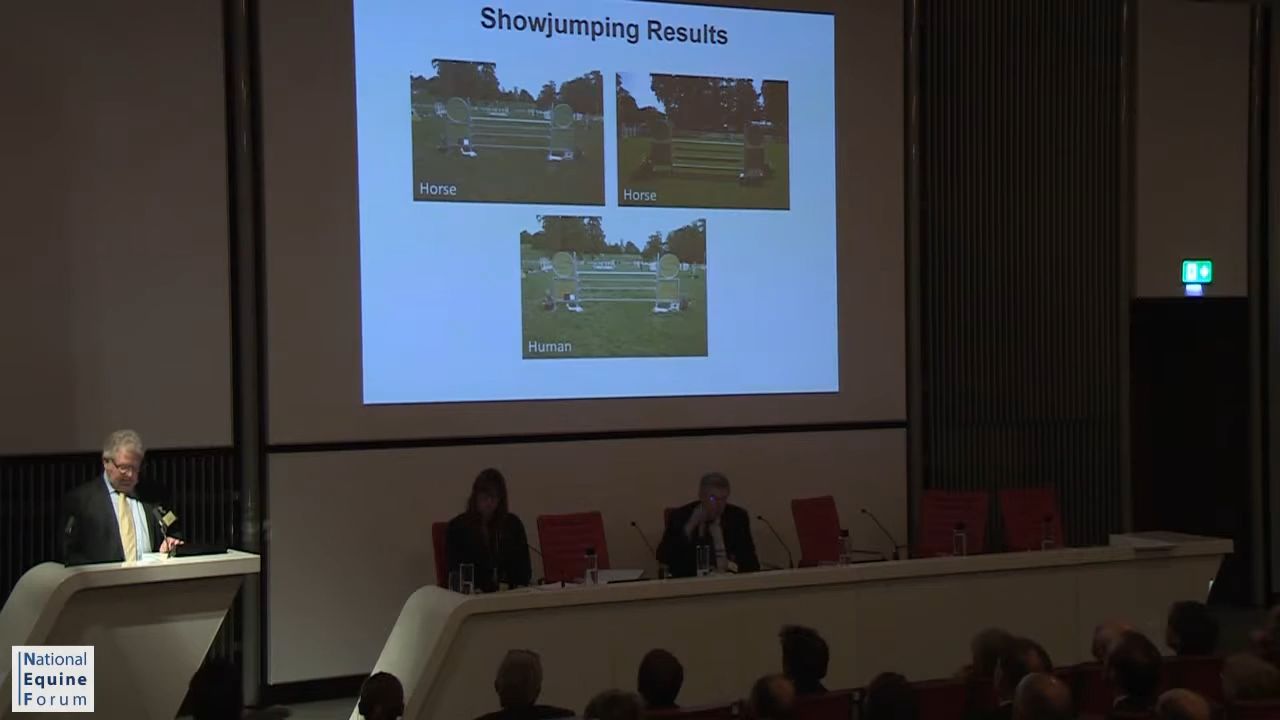 Showjumping Results
Horse
Horse
Human
National
Equine
Forum